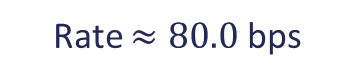 Rate ≈ 80.0 bps